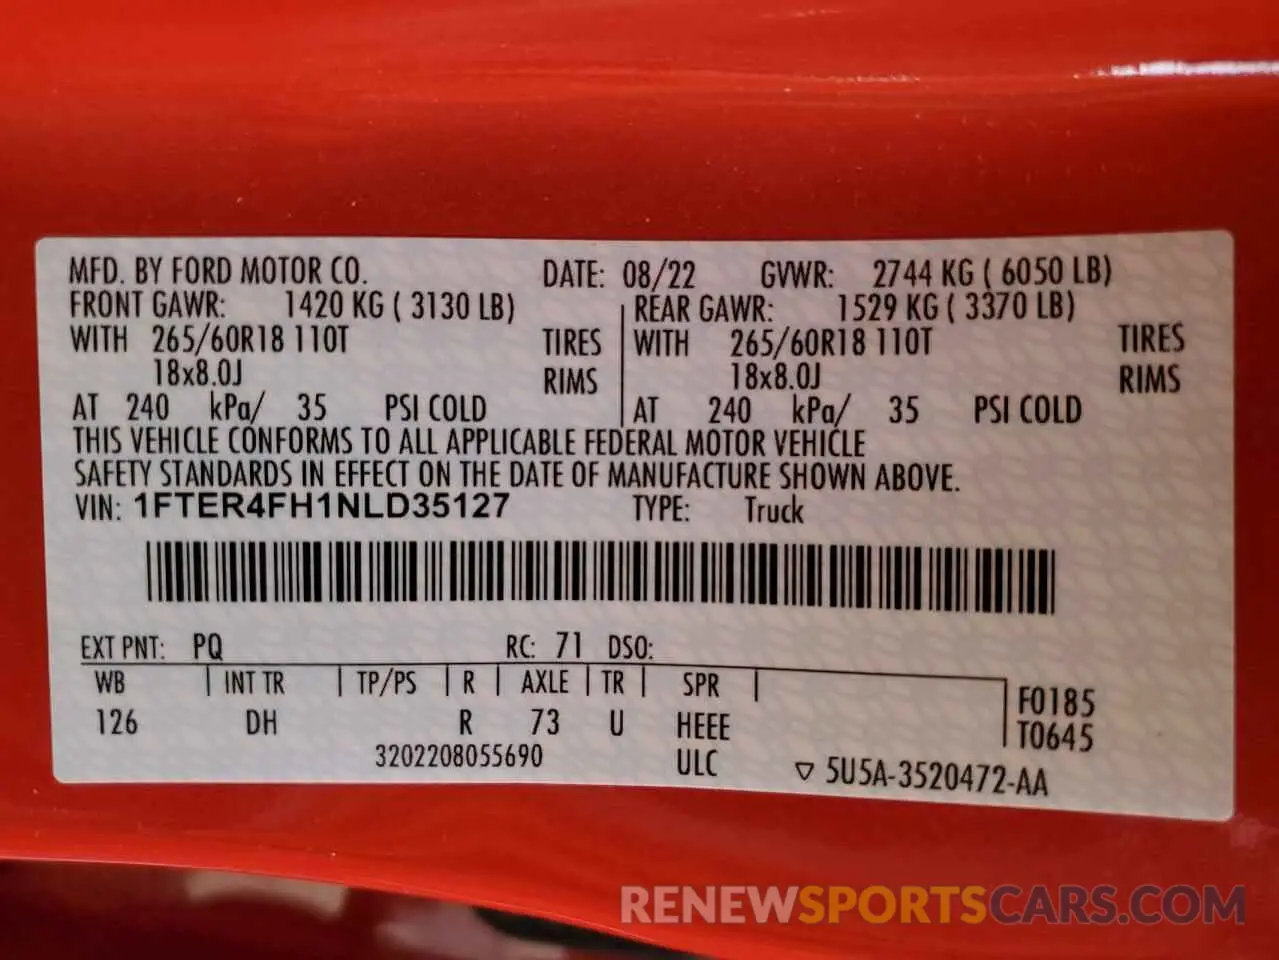 MFD. BY FORD MOTOR CO. DATE: 08/22 GVWR: 2744 KG ( 6050 LB)
FRONT GAWR: 1420 KG ( 3130 LB) REAR GAWR: 1529 KG ( 3370 LB)
WITH 265/60R18 110T TIRES WITH 265/60R18 110T TIRES
18x8.0J RIMS 18x8.0J RIMS
AT 240 kPa/ 35 PSI COLD AT 240 kPa/ 35 PSI COLD
THIS VEHICLE CONFORMS TO ALL APPLICABLE FEDERAL MOTOR VEHICLE
SAFETY STANDARDS IN EFFECT ON THE DATE OF MANUFACTURE SHOWN ABOVE.
VIN: 1FTER4FH1NLD35127 TYPE: Truck
EXT PNT: PQ RC: 71 DSO:
WB INT TR TP/PS R AXLE TR SPR F0185
126 DH R 73 U HEEE T0645
3202208055690 ULC ▽ 5U5A-3520472-AA
RENEWSPORTSCARS.COM